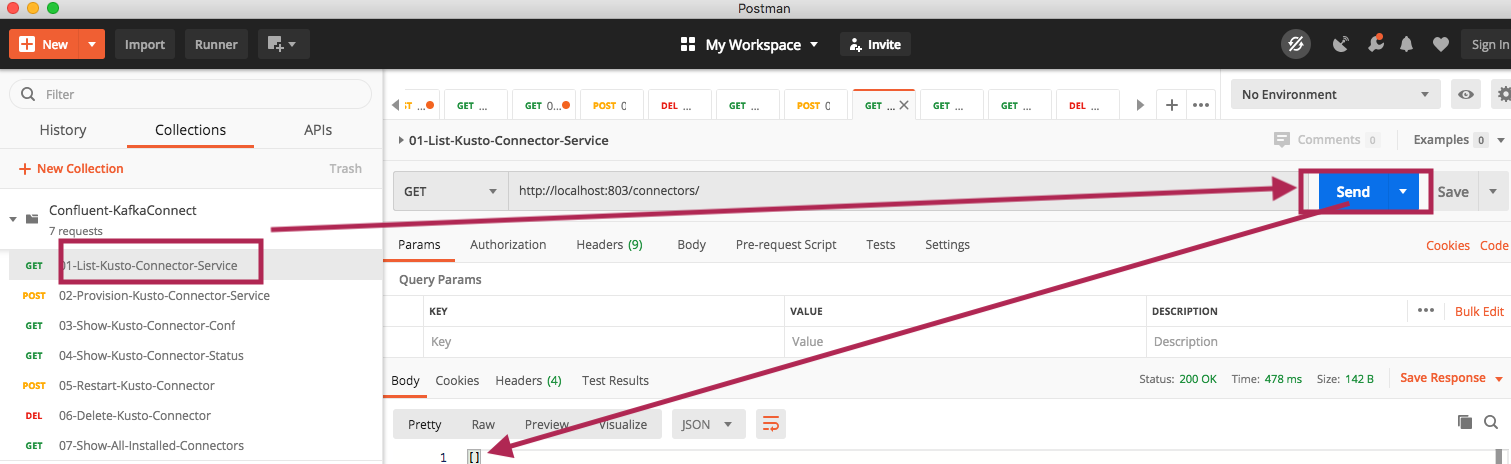 Postman
New Import Runner My Workspace Invite Sign In
Filter
History Collections APIs
New Collection Trash
Confluent-KafkaConnect
7 requests
GET 01-List-Kusto-Connector-Service
POST 02-Provision-Kusto-Connector-Service
GET 03-Show-Kusto-Connector-Conf
GET 04-Show-Kusto-Connector-Status
POST 05-Restart-Kusto-Connector
DEL 06-Delete-Kusto-Connector
GET 07-Show-All-Installed-Connectors
ST ... GET ... GET 0... POST 0 DEL ... GET ... POST 0 GET ... GET ... GET ... DEL ... No Environment
01-List-Kusto-Connector-Service Comments 0 Examples 0
GET http://localhost:803/connectors/ Send Save
Params Authorization Headers (9) Body Pre-request Script Tests Settings Cookies Code
Query Params
KEY VALUE DESCRIPTION ... Bulk Edit
Key Value Description
Body Cookies Headers (4) Test Results Status: 200 OK Time: 478 ms Size: 142 B Save Response
Pretty Raw Preview Visualize JSON
1 []